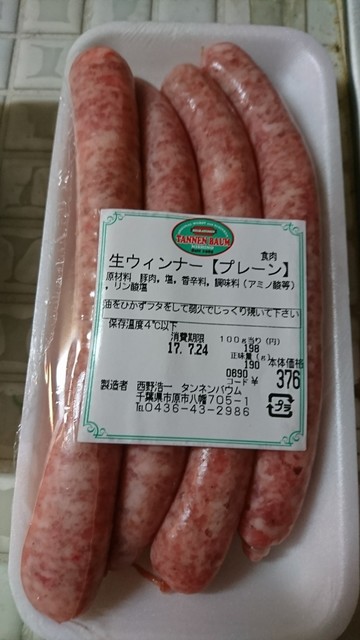 TANNEN BAUM
食肉
生ウィンナー【プレーン】
原材料 豚肉，塩，香辛料，調味料（アミノ酸等）
，リン酸塩
油をひかずフタをして弱火でじっくり焼いて下さい
保存温度4℃以下
消費期限
17. 7.24
100g当り（円）
198
正味量（g）
190
0890
コード ￥
本体価格
376
プラ
製造者 西野浩一 タンネンバウム
千葉県市原市八幡705-1
℡0436-43-2986